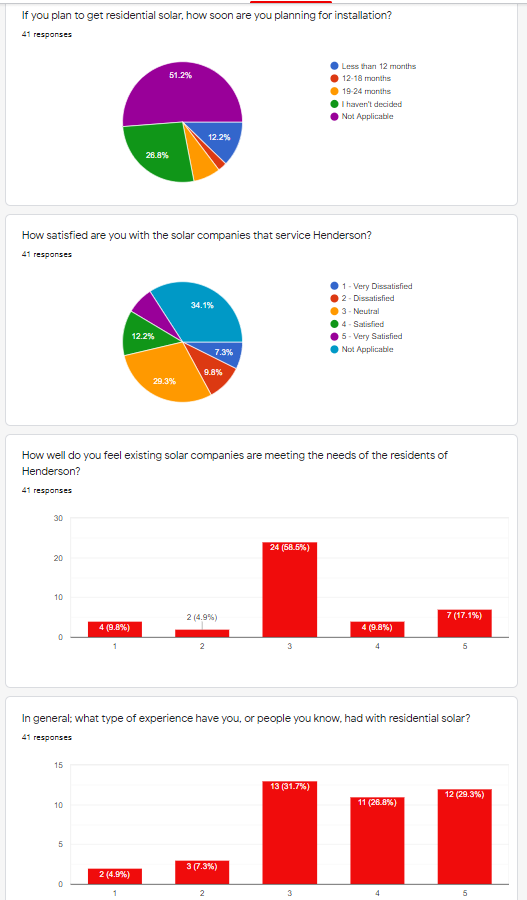 If you plan to get residential solar, how soon are you planning for installation?
41 responses
51.2%
12.2%
26.8%
Less than 12 months
12-18 months
19-24 months
I haven't decided
Not Applicable
How satisfied are you with the solar companies that service Henderson?
41 responses
34.1%
7.3%
9.8%
29.3%
12.2%
1 - Very Dissatisfied
2 - Dissatisfied
3 - Neutral
4 - Satisfied
5 - Very Satisfied
Not Applicable
How well do you feel existing solar companies are meeting the needs of the residents of
Henderson?
41 responses
30
20
10
0
4 (9.8%)
2 (4.9%)
24 (58.5%)
4 (9.8%)
7 (17.1%)
1 2 3 4 5
In general; what type of experience have you, or people you know, had with residential solar?
41 responses
15
10
5
0
2 (4.9%)
3 (7.3%)
13 (31.7%)
11 (26.8%)
12 (29.3%)
1 2 3 4 5